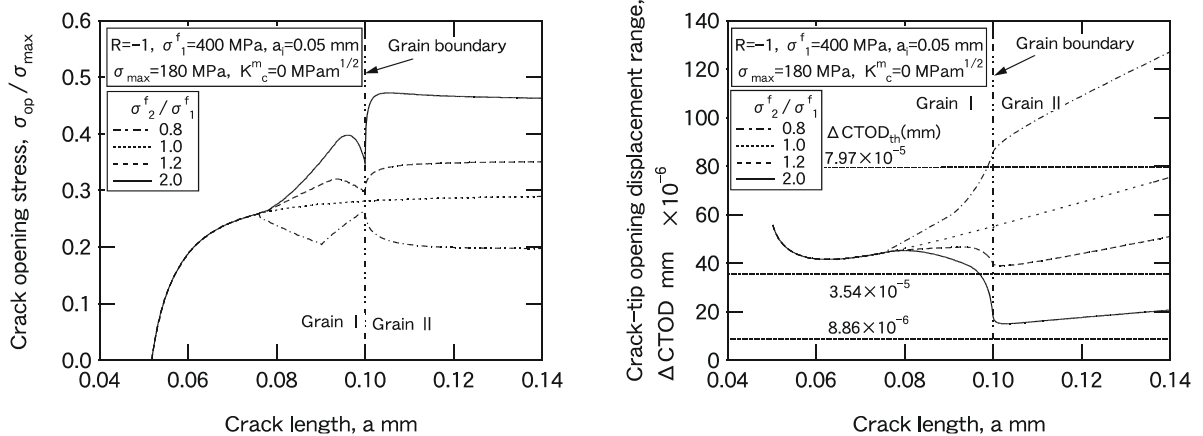 0.6
0.5
0.4
0.3
0.2
0.1
0.0
Crack opening stress, σop / σmax
R=−1, σᶠ₁=400 MPa, aᵢ=0.05 mm
σmax=180 MPa, Kᵐc=0 MPam¹ᐟ²
σᶠ₂/σᶠ₁
0.8
1.0
1.2
2.0
Grain boundary
Grain I
Grain II
0.04 0.06 0.08 0.10 0.12 0.14
Crack length, a mm
140
120
100
80
60
40
20
0
Crack-tip opening displacement range,
ΔCTOD mm ×10⁻⁶
R=−1, σᶠ₁=400 MPa, aᵢ=0.05 mm
σmax=180 MPa, Kᵐc=0 MPam¹ᐟ²
σᶠ₂/σᶠ₁
0.8
1.0
1.2
2.0
Grain boundary
Grain I
Grain II
ΔCTODth(mm)
7.97×10⁻⁵
3.54×10⁻⁵
8.86×10⁻⁶
0.04 0.06 0.08 0.10 0.12 0.14
Crack length, a mm